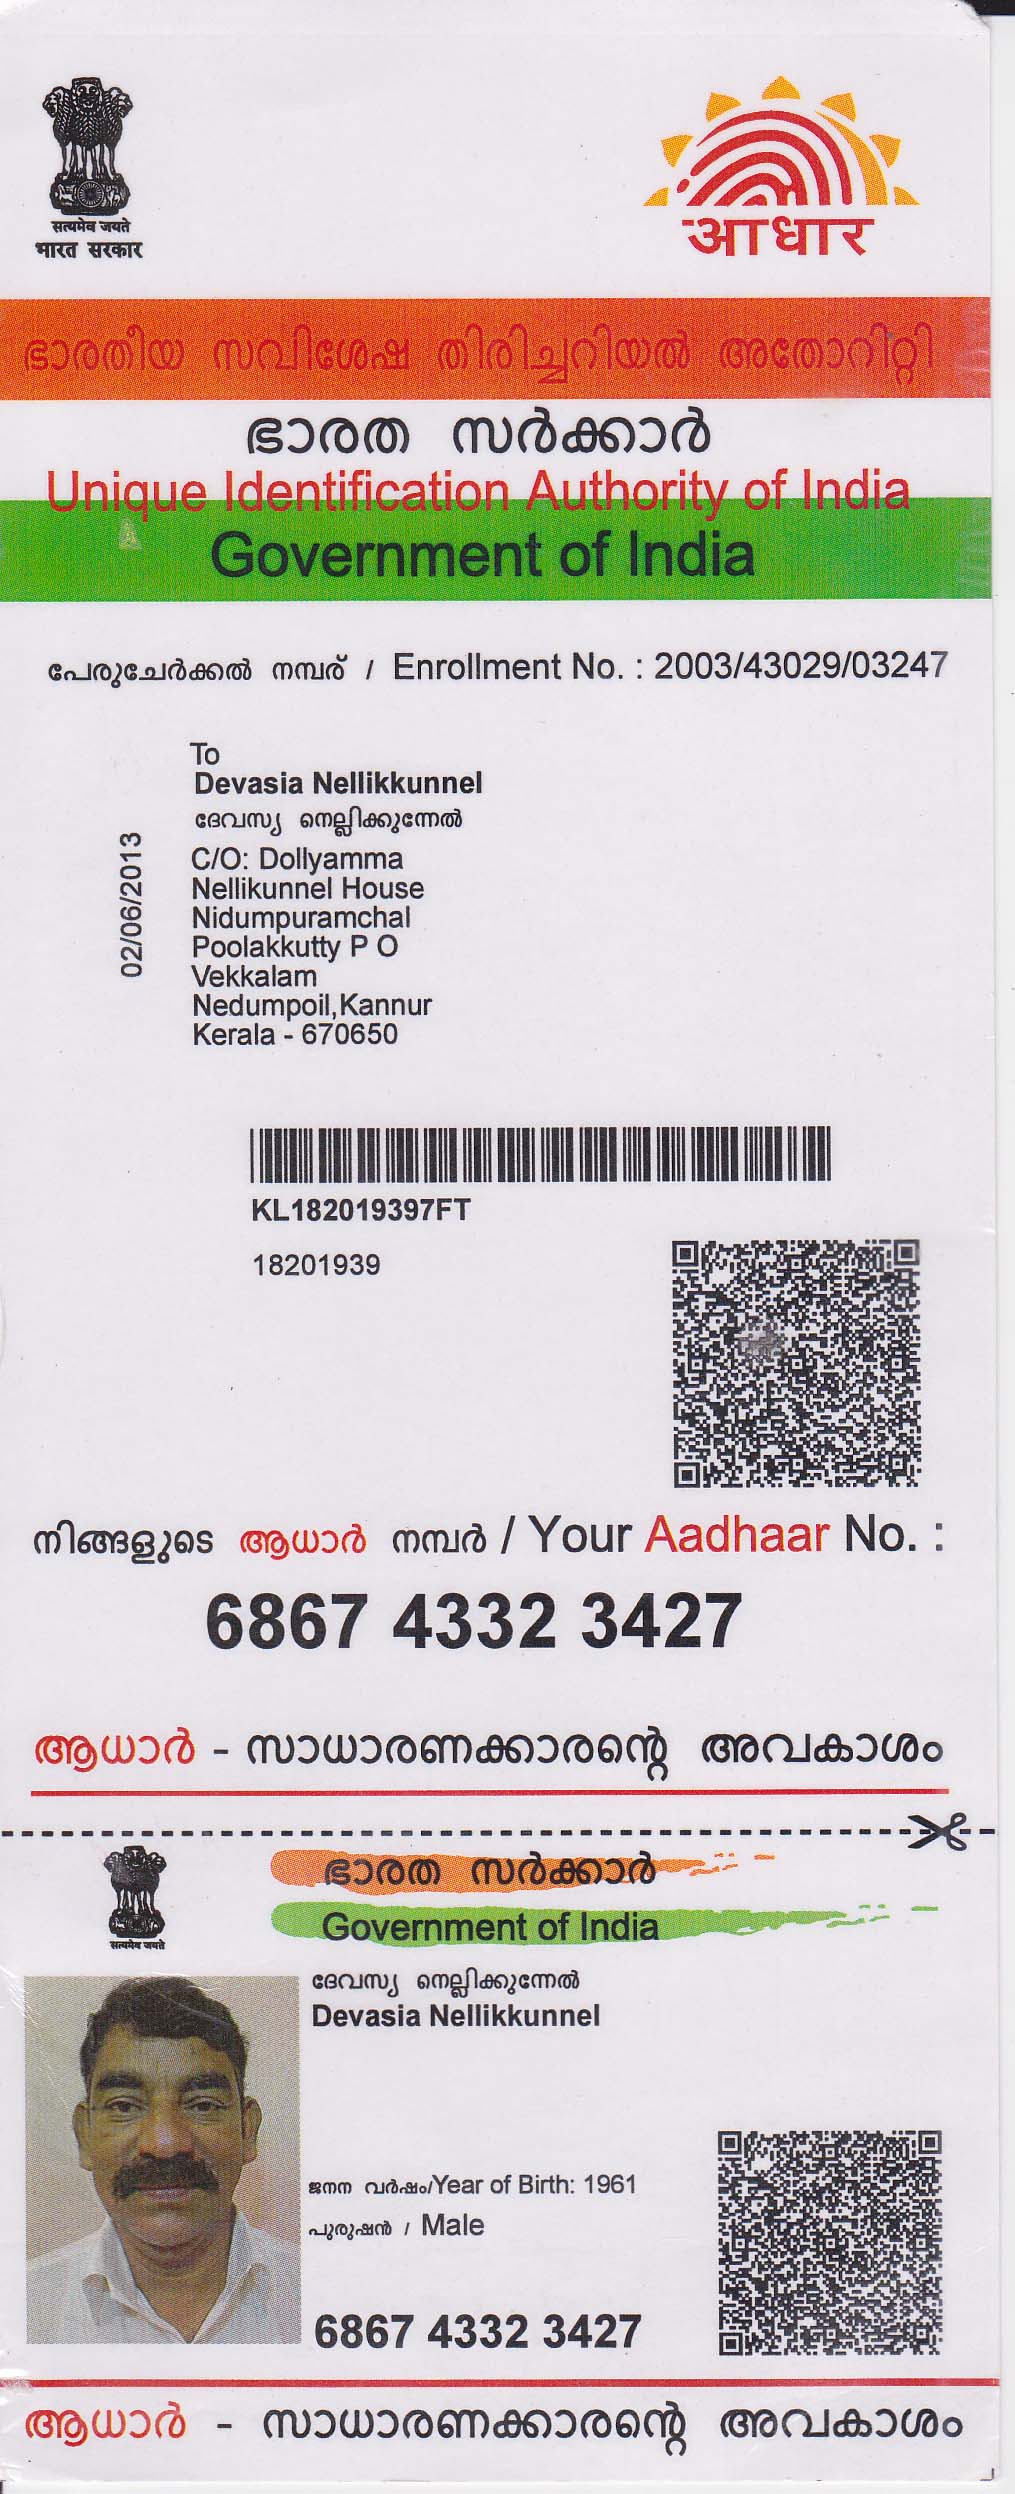 सत्यमेव जयते
भारत सरकार
आधार
ഭാരതീയ സവിശേഷ തിരിച്ചറിയൽ അതോറിറ്റി
ഭാരത സർക്കാർ
Unique Identification Authority of India
Government of India
പേരുചേർക്കൽ നമ്പര് / Enrollment No. : 2003/43029/03247
To
Devasia Nellikkunnel
ദേവസ്യ നെല്ലിക്കുന്നേൽ
C/O: Dollyamma
Nellikunnel House
Nidumpuramchal
Poolakkutty P O
Vekkalam
Nedumpoil,Kannur
Kerala - 670650
02/06/2013
KL182019397FT
18201939
നിങ്ങളുടെ ആധാർ നമ്പർ / Your Aadhaar No. :
6867 4332 3427
ആധാർ - സാധാരണക്കാരന്റെ അവകാശം
ഭാരത സർക്കാർ
Government of India
सत्यमेव जयते
ദേവസ്യ നെല്ലിക്കുന്നേൽ
Devasia Nellikkunnel
ജനന വർഷം/Year of Birth: 1961
പുരുഷൻ / Male
6867 4332 3427
ആധാർ - സാധാരണക്കാരന്റെ അവകാശം